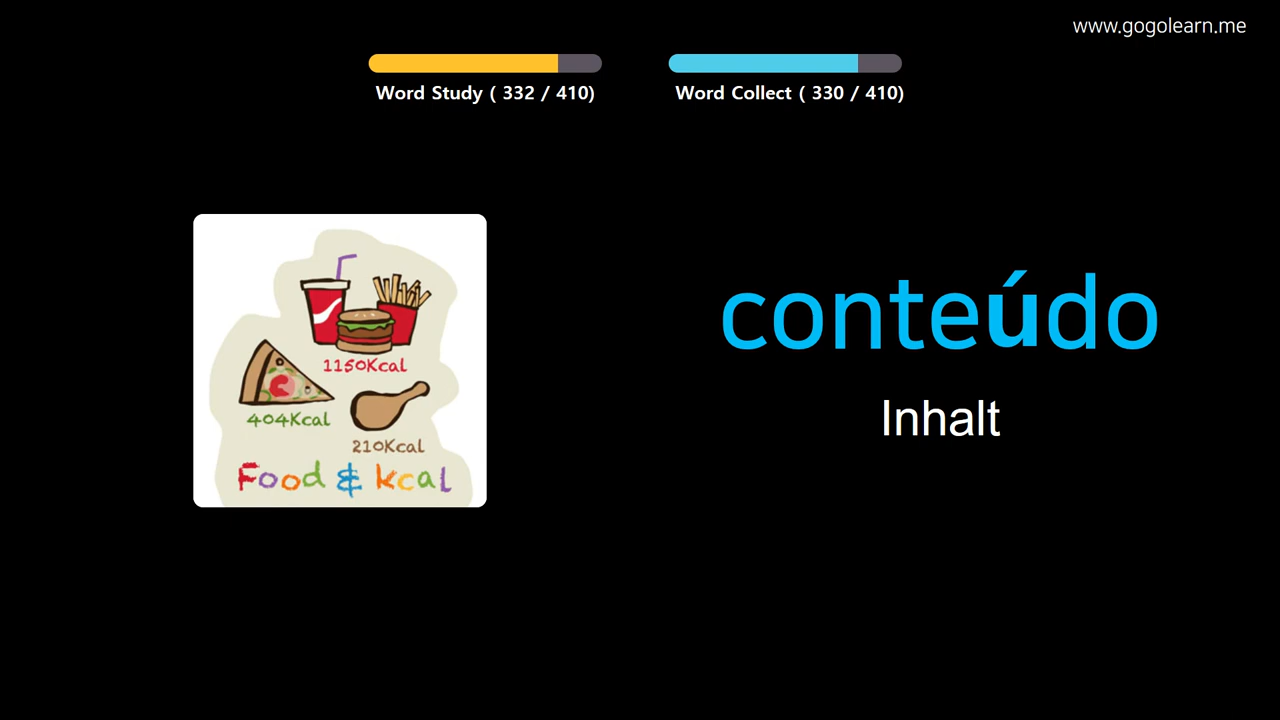 www.gogolearn.me
Word Study ( 332 / 410)
Word Collect ( 330 / 410)
1150Kcal
404Kcal
210Kcal
Food & kcal
conteúdo
Inhalt